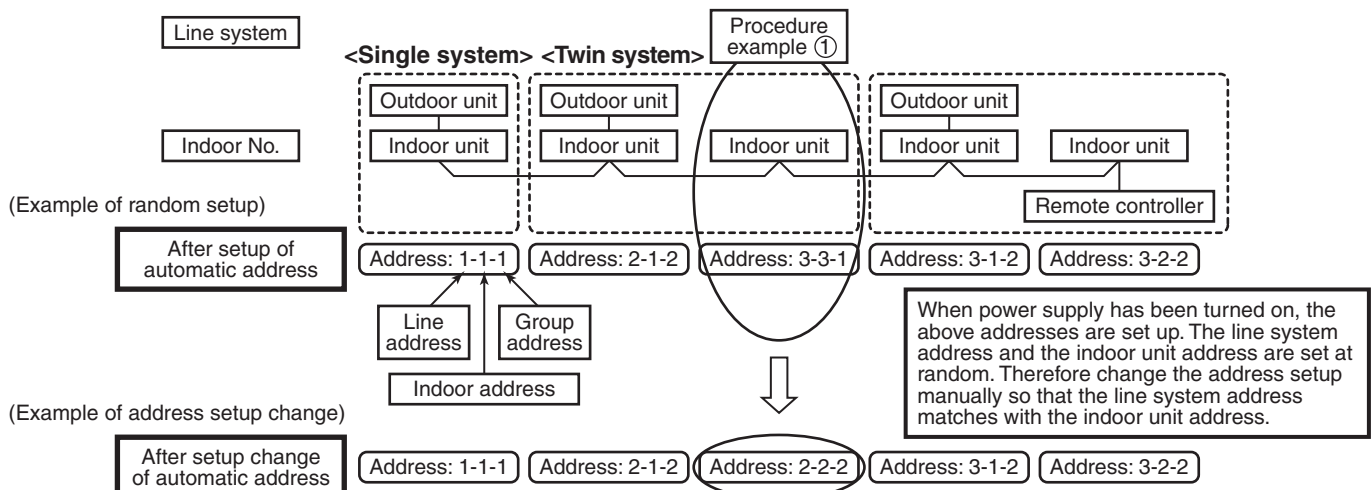 Line system
Procedure
example ①
<Single system> <Twin system>
Outdoor unit
Outdoor unit
Outdoor unit
Indoor No.
Indoor unit
Indoor unit
Indoor unit
Indoor unit
Indoor unit
(Example of random setup)
Remote controller
After setup of
automatic address
Address: 1-1-1
Address: 2-1-2
Address: 3-3-1
Address: 3-1-2
Address: 3-2-2
Line
address
Group
address
Indoor address
When power supply has been turned on, the
above addresses are set up. The line system
address and the indoor unit address are set at
random. Therefore change the address setup
manually so that the line system address
matches with the indoor unit address.
(Example of address setup change)
After setup change
of automatic address
Address: 1-1-1
Address: 2-1-2
Address: 2-2-2
Address: 3-1-2
Address: 3-2-2